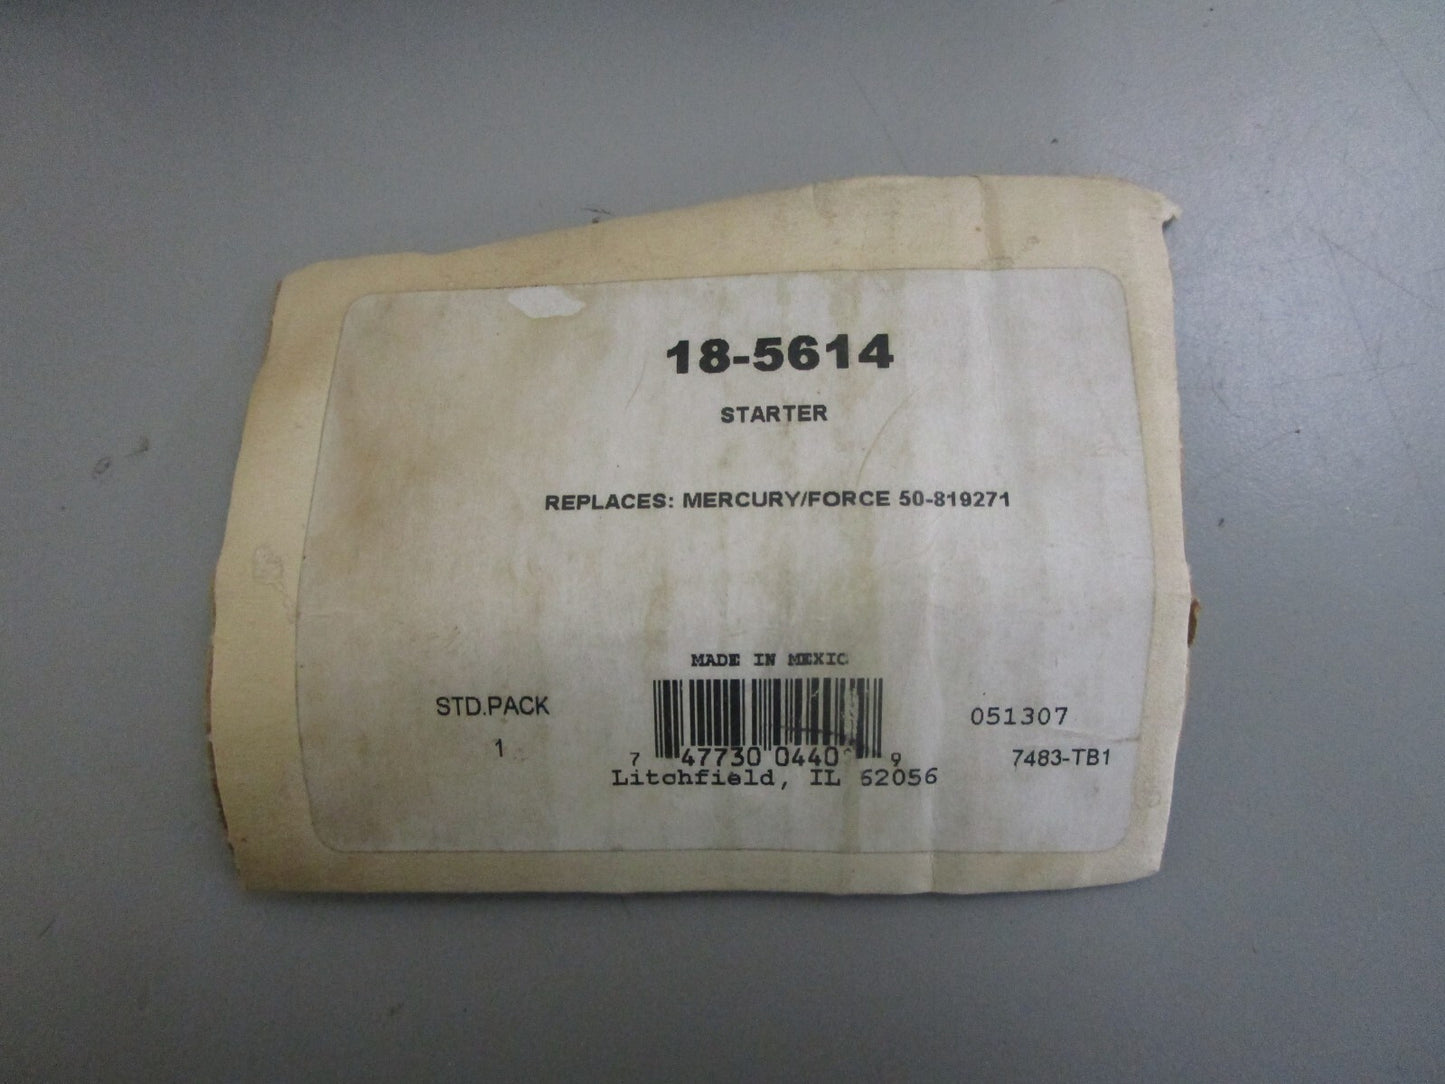 18-5614
STARTER
REPLACES: MERCURY/FORCE 50-819271
MADE IN MEXIC
STD.PACK
1
7 47730 0440 9
051307
7483-TB1
Litchfield, IL 62056